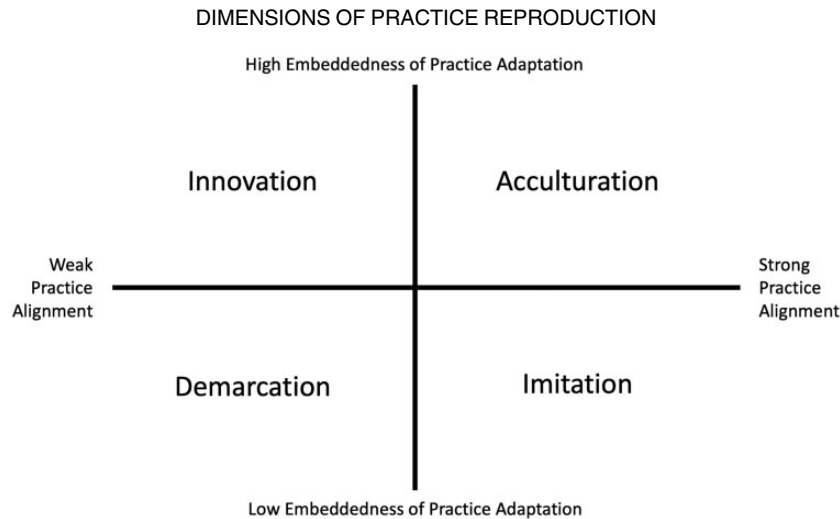 DIMENSIONS OF PRACTICE REPRODUCTION
High Embeddedness of Practice Adaptation
Innovation
Acculturation
Weak
Practice
Alignment
Strong
Practice
Alignment
Demarcation
Imitation
Low Embeddedness of Practice Adaptation